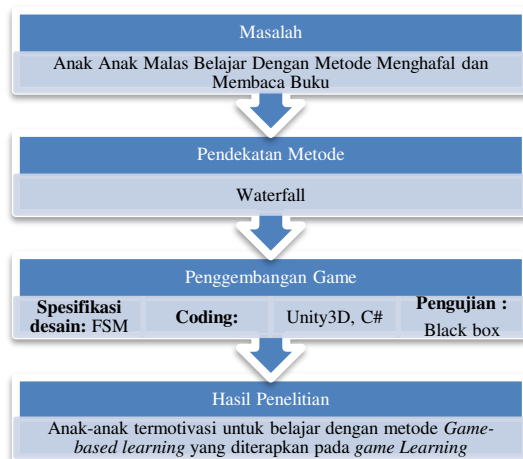 Masalah
Anak Anak Malas Belajar Dengan Metode Menghafal dan
Membaca Buku
Pendekatan Metode
Waterfall
Penggembangan Game
Spesifikasi
desain: FSM
Coding:
Unity3D, C#
Pengujian :
Black box
Hasil Penelitian
Anak-anak termotivasi untuk belajar dengan metode Game-
based learning yang diterapkan pada game Learning